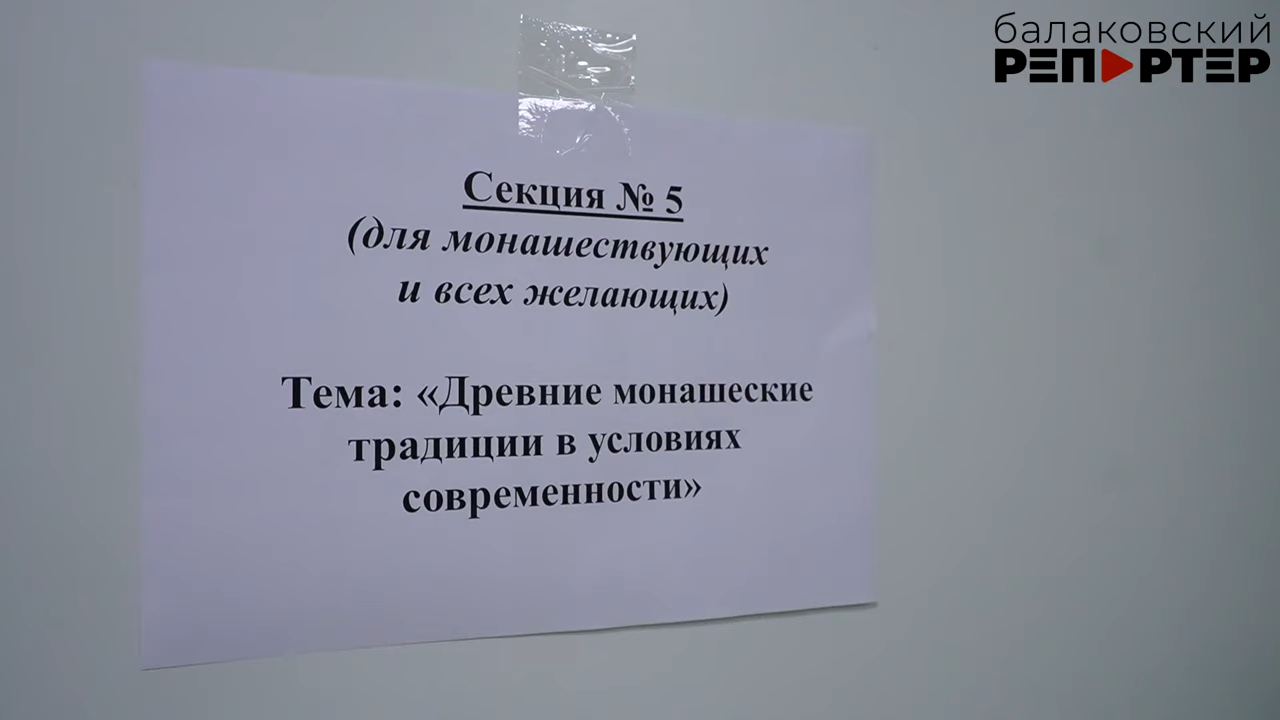 балаковский
РЕПОРТЕР
Секция № 5
(для монашествующих
и всех желающих)
Тема: «Древние монашеские
традиции в условиях
современности»